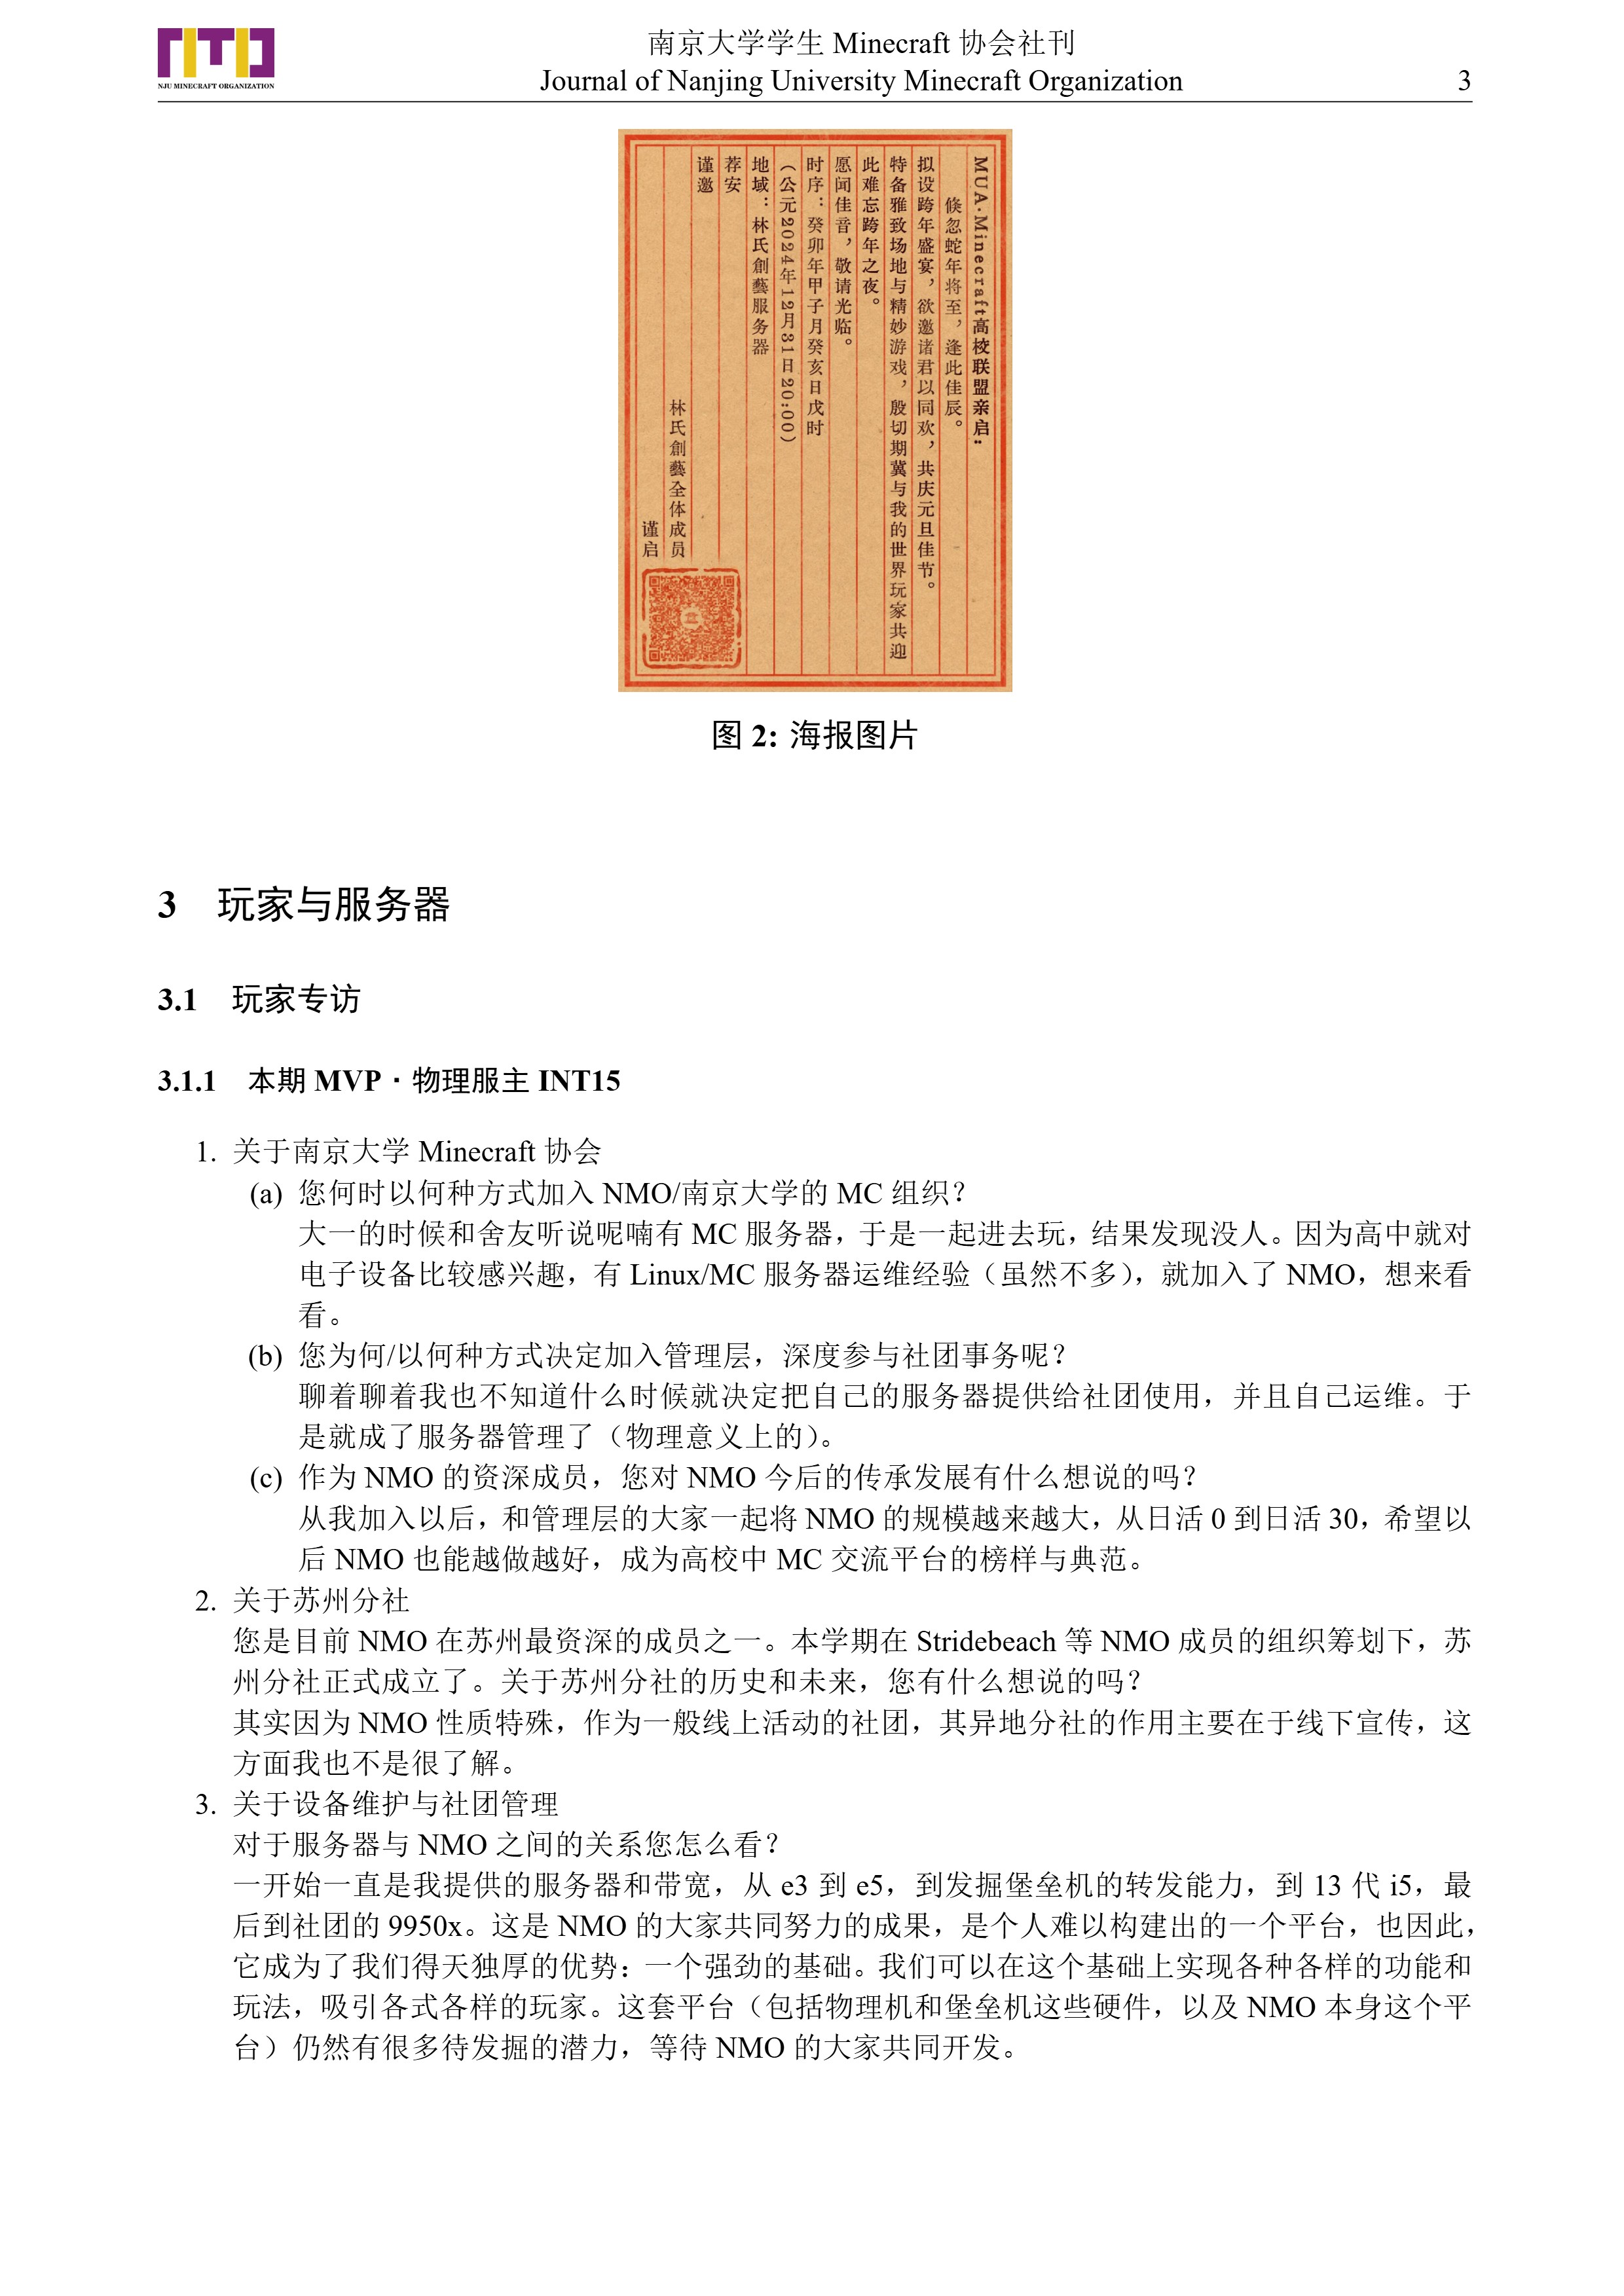 NJU MINECRAFT ORGANIZATION
南京大学学生 Minecraft 协会社刊
Journal of Nanjing University Minecraft Organization
3
MUA·Minecraft高校联盟亲启：
倏忽蛇年将至，逢此佳辰。
拟设跨年盛宴，欲邀诸君以同欢，共庆元旦佳节。
特备雅致场地与精妙游戏，殷切期冀与我的世界玩家共迎
此难忘跨年之夜。
愿闻佳音，敬请光临。
时序：癸卯年甲子月癸亥日戊时
（公元2024年12月31日20:00）
地域：林氏創藝服务器
荐安
谨邀
林氏創藝全体成员
谨启
图 2: 海报图片
3 玩家与服务器
3.1 玩家专访
3.1.1 本期 MVP · 物理服主 INT15
1. 关于南京大学 Minecraft 协会
(a) 您何时以何种方式加入 NMO/南京大学的 MC 组织？
大一的时候和舍友听说呢喃有 MC 服务器，于是一起进去玩，结果发现没人。因为高中就对
电子设备比较感兴趣，有 Linux/MC 服务器运维经验（虽然不多），就加入了 NMO，想来看
看。
(b) 您为何/以何种方式决定加入管理层，深度参与社团事务呢？
聊着聊着我也不知道什么时候就决定把自己的服务器提供给社团使用，并且自己运维。于
是就成了服务器管理了（物理意义上的）。
(c) 作为 NMO 的资深成员，您对 NMO 今后的传承发展有什么想说的吗？
从我加入以后，和管理层的大家一起将 NMO 的规模越来越大，从日活 0 到日活 30，希望以
后 NMO 也能越做越好，成为高校中 MC 交流平台的榜样与典范。
2. 关于苏州分社
您是目前 NMO 在苏州最资深的成员之一。本学期在 Stridebeach 等 NMO 成员的组织筹划下，苏
州分社正式成立了。关于苏州分社的历史和未来，您有什么想说的吗？
其实因为 NMO 性质特殊，作为一般线上活动的社团，其异地分社的作用主要在于线下宣传，这
方面我也不是很了解。
3. 关于设备维护与社团管理
对于服务器与 NMO 之间的关系您怎么看？
一开始一直是我提供的服务器和带宽，从 e3 到 e5，到发掘堡垒机的转发能力，到 13 代 i5，最
后到社团的 9950x。这是 NMO 的大家共同努力的成果，是个人难以构建出的一个平台，也因此，
它成为了我们得天独厚的优势：一个强劲的基础。我们可以在这个基础上实现各种各样的功能和
玩法，吸引各式各样的玩家。这套平台（包括物理机和堡垒机这些硬件，以及 NMO 本身这个平
台）仍然有很多待发掘的潜力，等待 NMO 的大家共同开发。